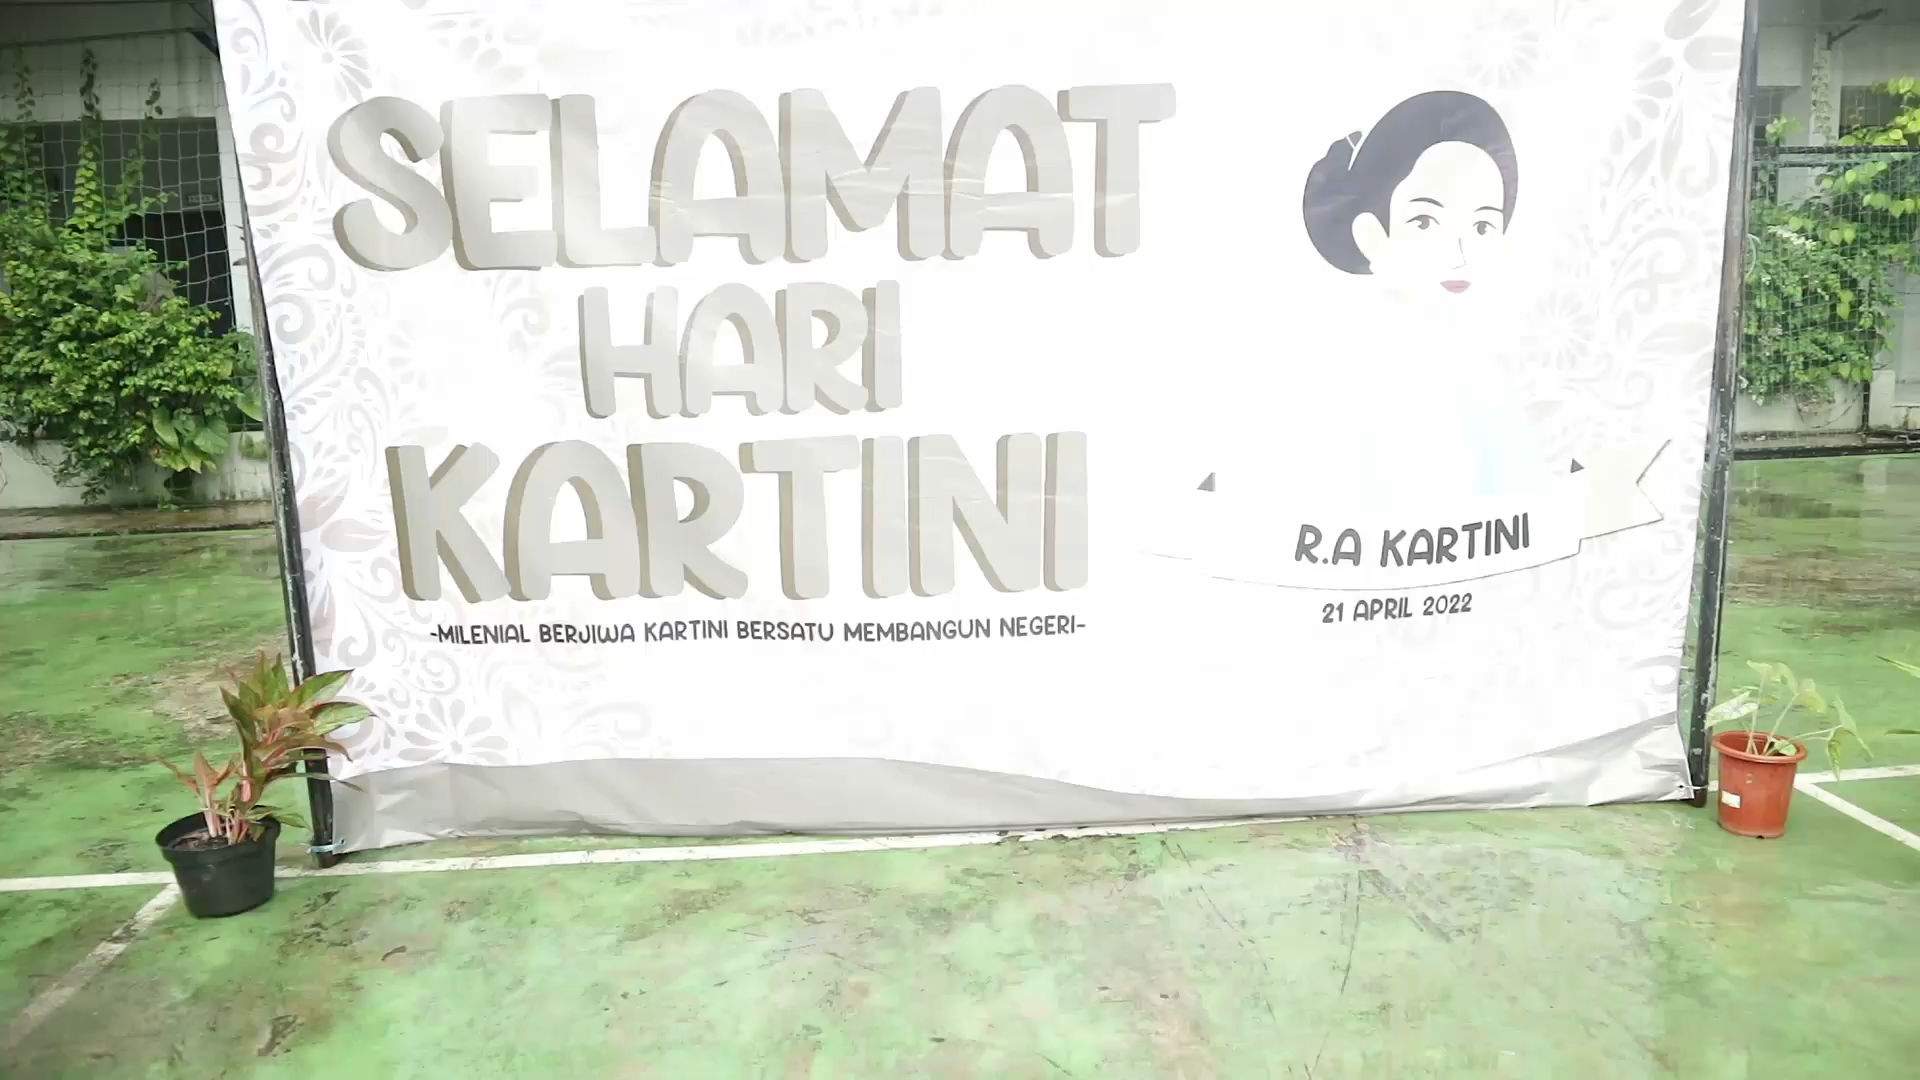 SELAMAT
HARI
KARTINI
-MILENIAL BERJIWA KARTINI BERSATU MEMBANGUN NEGERI-
R.A KARTINI
21 APRIL 2022